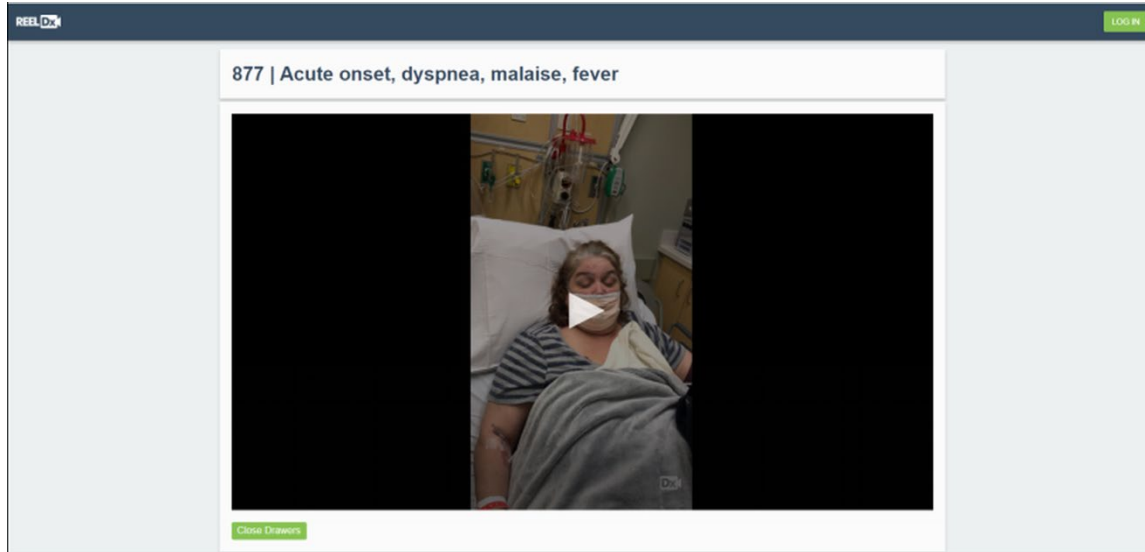 REEL Dx
LOG IN
877 | Acute onset, dyspnea, malaise, fever
Dx
Close Drawers